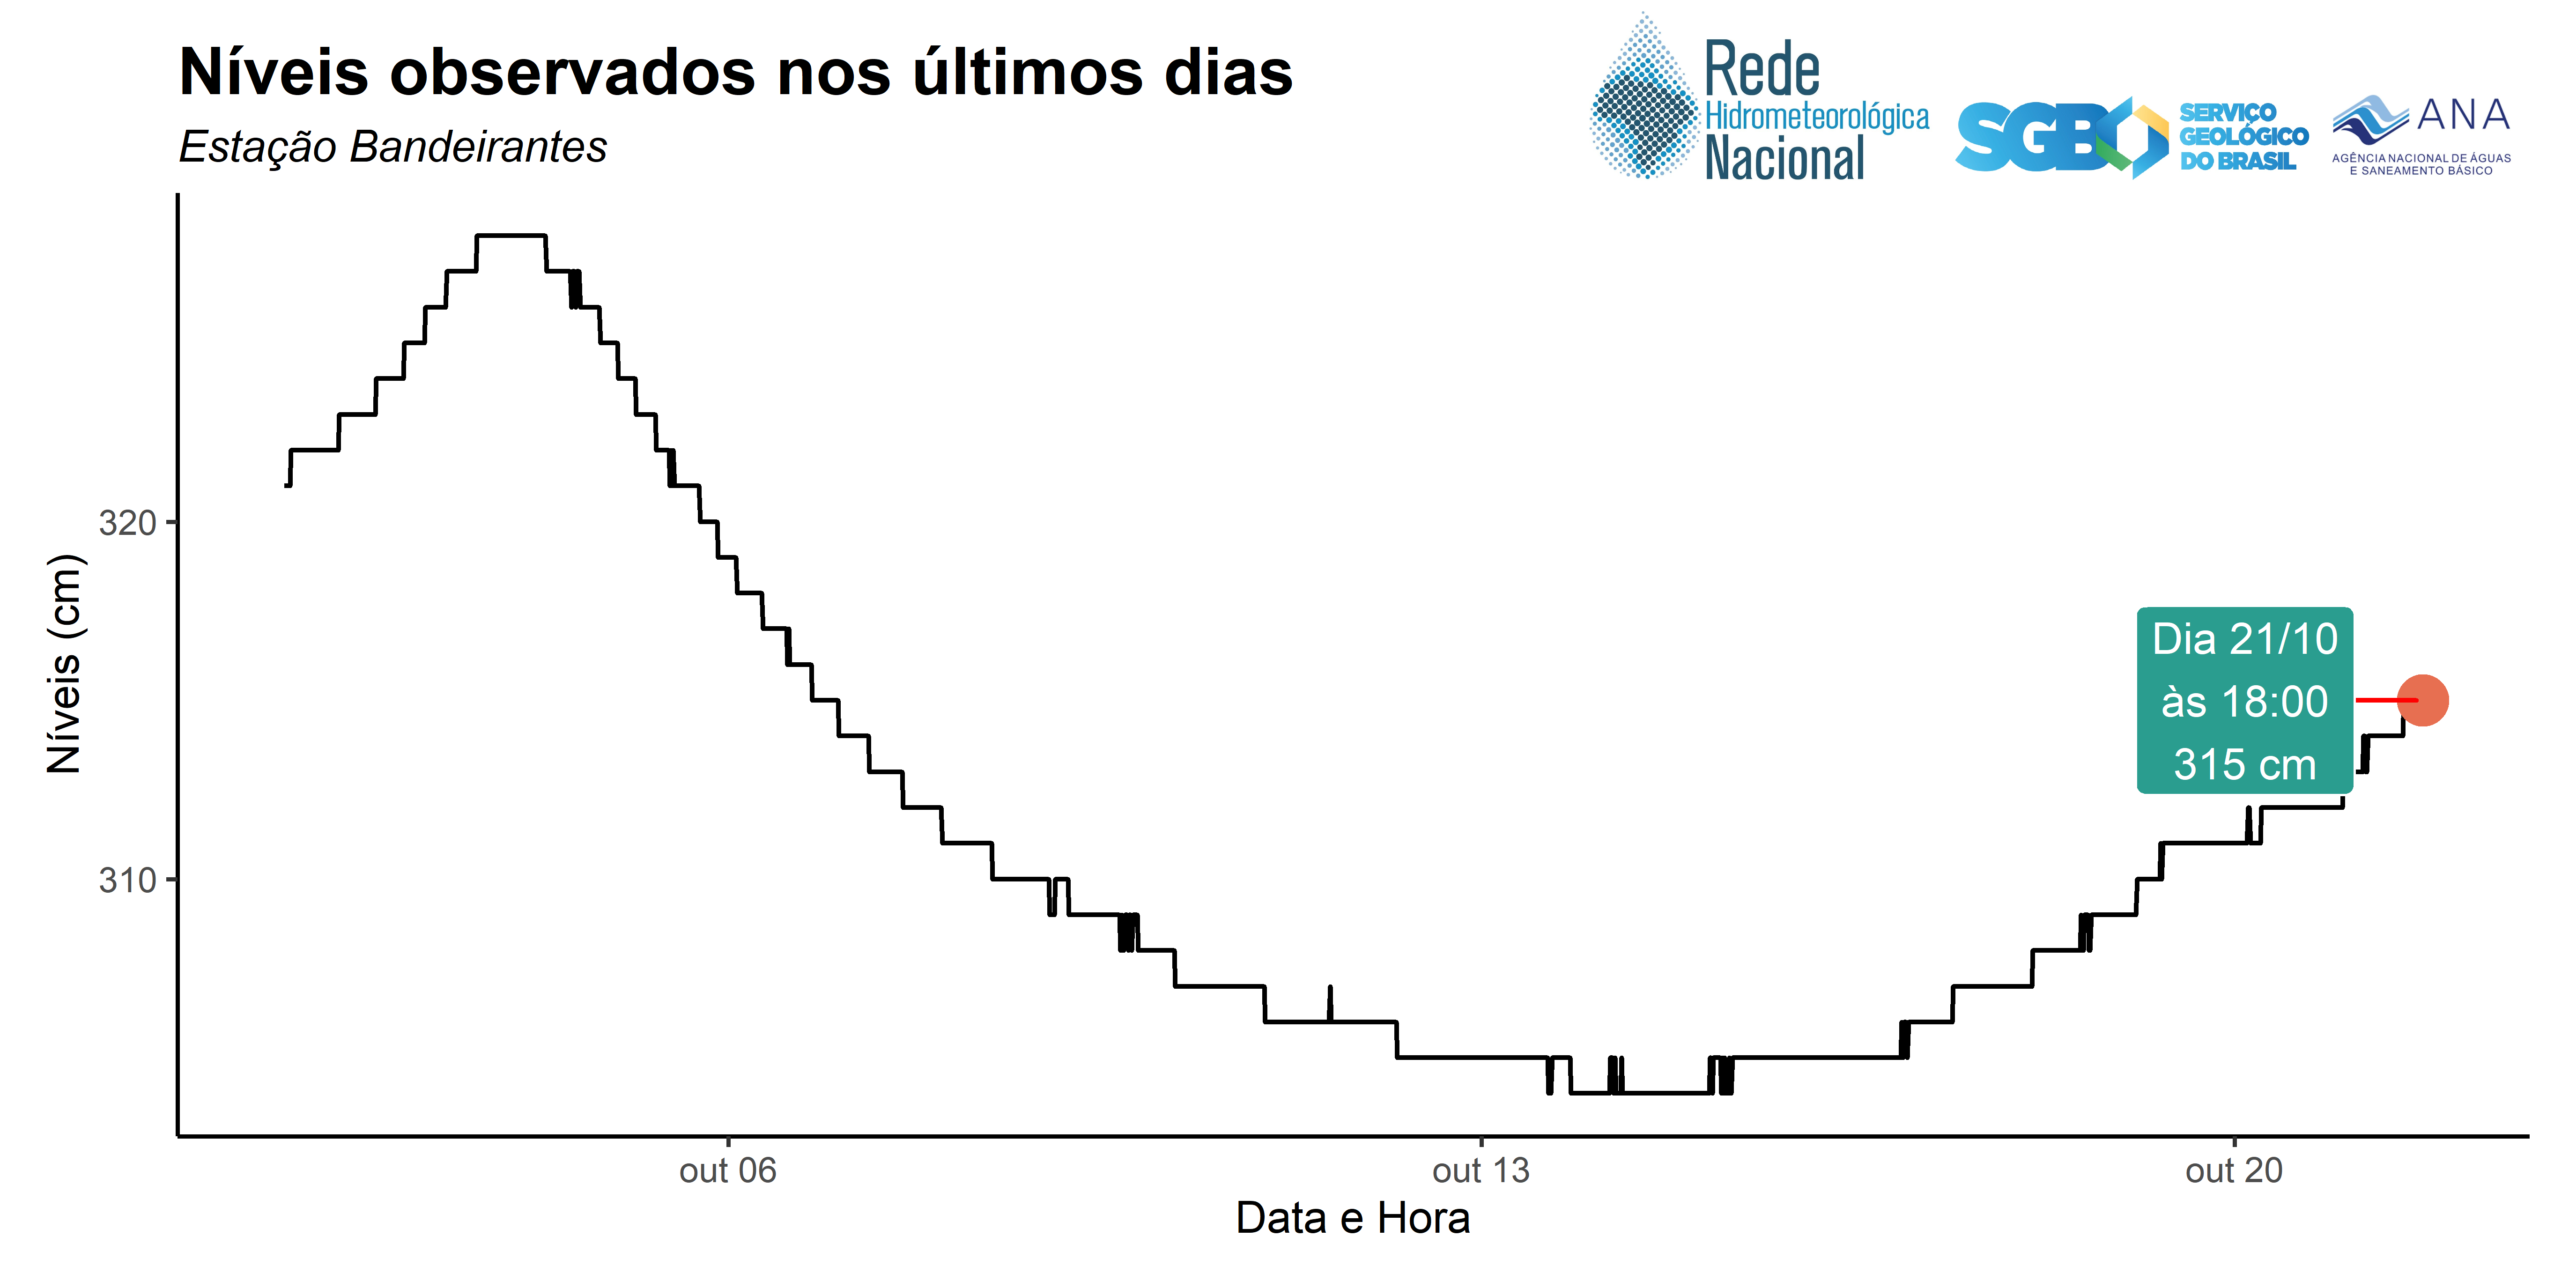 Níveis observados nos últimos dias
Estação Bandeirantes
Rede
Hidrometeorológica
Nacional
SGB
SERVIÇO
GEOLÓGICO
DO BRASIL
ANA
AGÊNCIA NACIONAL DE ÁGUAS
E SANEAMENTO BÁSICO
Níveis (cm)
320
310
Dia 21/10
às 18:00
315 cm
out 06
out 13
out 20
Data e Hora